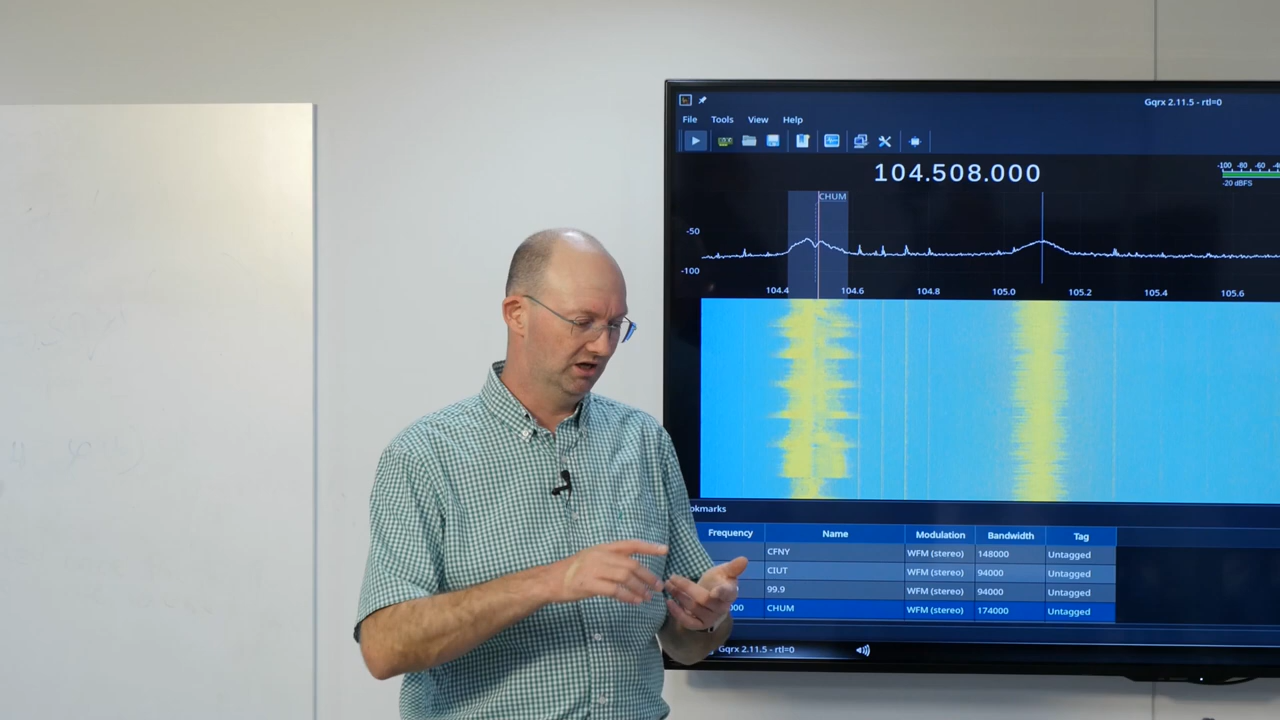 Gqrx 2.11.5 - rtl=0
File Tools View Help
104.508.000
-100 -80 -60
-20 dBFS
CHUM
-50
-100
104.4 104.6 104.8 105.0 105.2 105.4 105.6
okmarks
Frequency Name Modulation Bandwidth Tag
CFNY WFM (stereo) 148000 Untagged
CIUT WFM (stereo) 94000 Untagged
99.9 WFM (stereo) 94000 Untagged
000 CHUM WFM (stereo) 174000 Untagged
Gqrx 2.11.5 - rtl=0